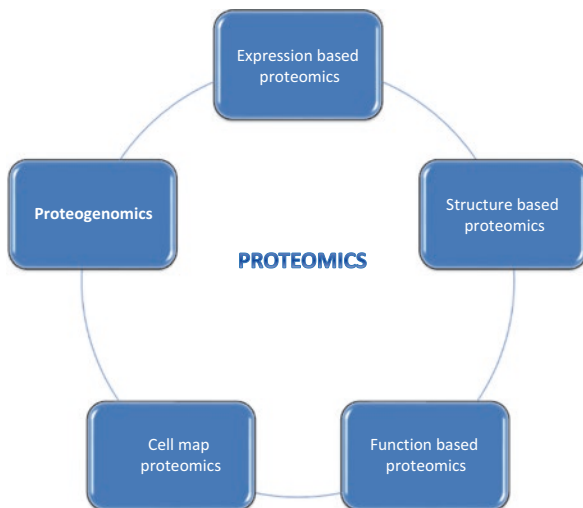 Expression based
proteomics
Proteogenomics
Structure based
proteomics
PROTEOMICS
Cell map
proteomics
Function based
proteomics